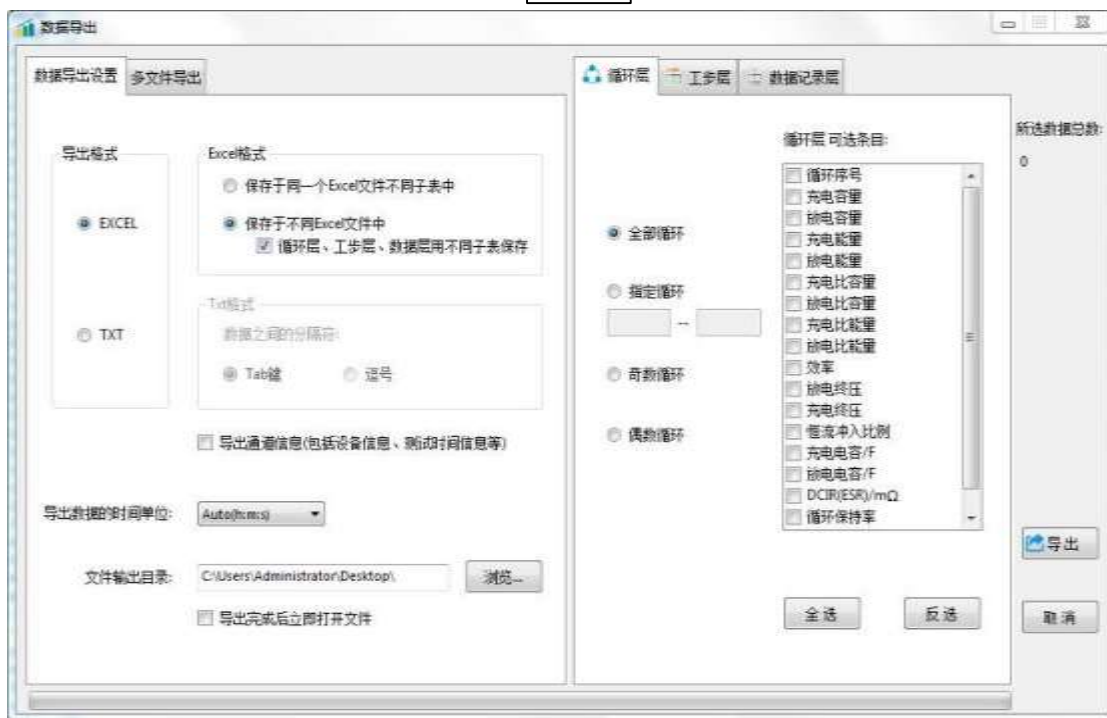 数据导出
数据导出设置 多文件导出
导出格式
EXCEL
TXT
Excel格式
保存于同一个Excel文件不同子表中
保存于不同Excel文件中
循环层、工步层、数据层用不同子表保存
Txt格式
数据之间的分隔符:
Tab键 逗号
导出通道信息(包括设备信息、测试时间信息等)
导出数据的时间单位: Auto(h:m:s)
文件输出目录: C:\Users\Administrator\Desktop\ 浏览...
导出完成后立即打开文件
循环层 工步层 数据记录层
全部循环
指定循环
--
奇数循环
偶数循环
循环层 可选条目:
循环序号
充电容量
放电容量
充电能量
放电能量
充电比容量
放电比容量
充电比能量
放电比能量
效率
放电终压
充电终压
恒流冲入比例
充电电容/F
放电电容/F
DCIR(ESR)/mΩ
循环保持率
全选 反选
所选数据总数:
0
导出
取消